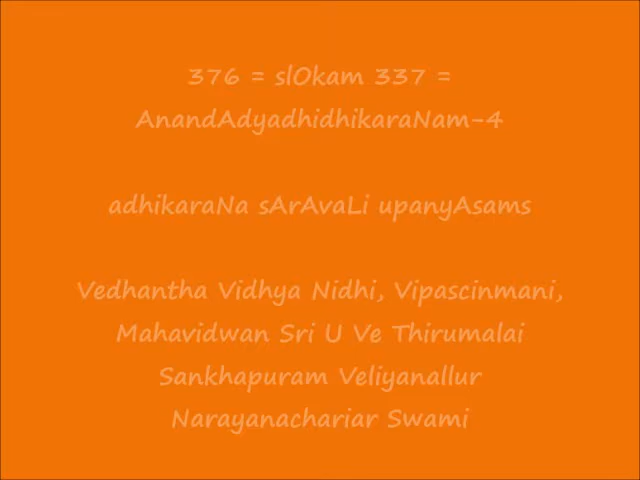 376 = slOkam 337 =
AnandAdyadhidhikaraNam-4
adhikaraNa sArAvaLi upanyAsams
Vedhantha Vidhya Nidhi, Vipascinmani,
Mahavidwan Sri U Ve Thirumalai
Sankhapuram Veliyanallur
Narayanachariar Swami